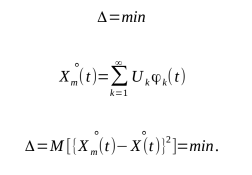 Δ=min
X̊ₘ(t)=∑ₖ₌₁^∞ Uₖφₖ(t)
Δ=M[{X̊ₘ(t)−X̊(t)}²]=min.